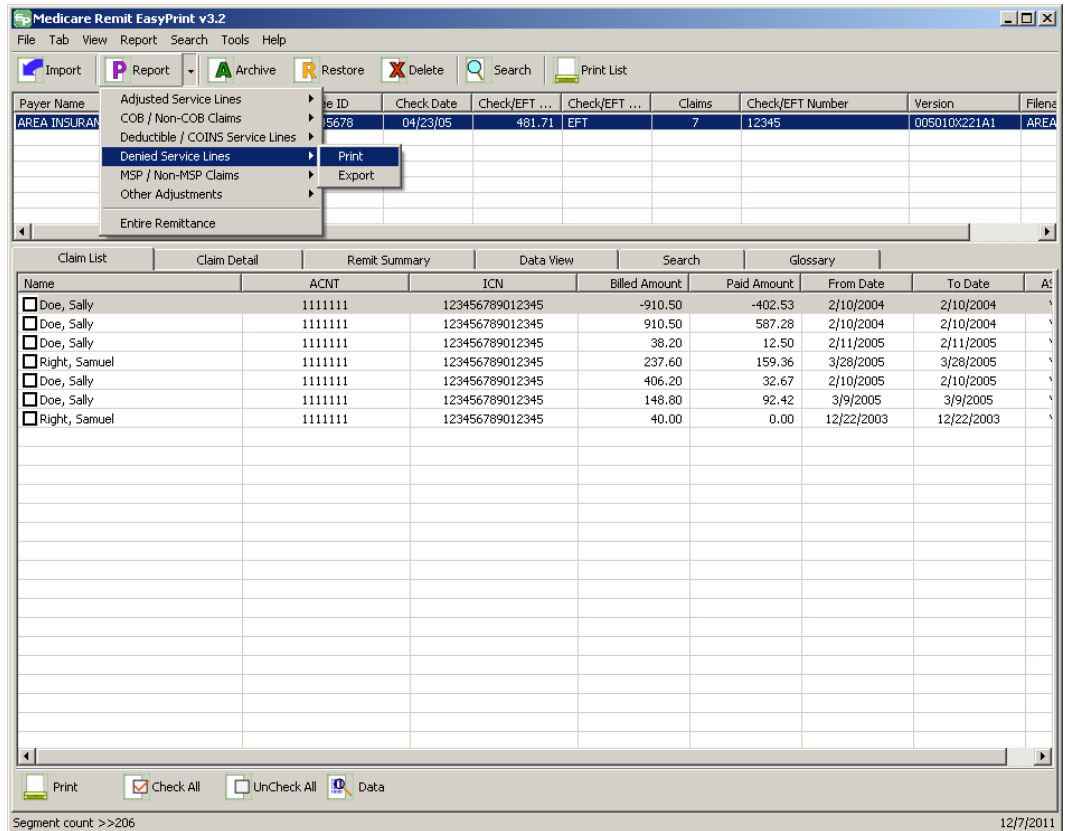 Medicare Remit EasyPrint v3.2
File Tab View Report Search Tools Help
Import Report Archive Restore Delete Search Print List
Payer Name ee ID Check Date Check/EFT ... Check/EFT ... Claims Check/EFT Number Version Filena
AREA INSURAN 5678 04/23/05 481.71 EFT 7 12345 005010X221A1 AREA
Adjusted Service Lines
COB / Non-COB Claims
Deductible / COINS Service Lines
Denied Service Lines
MSP / Non-MSP Claims
Other Adjustments
Entire Remittance
Print
Export
Claim List Claim Detail Remit Summary Data View Search Glossary
Name ACNT ICN Billed Amount Paid Amount From Date To Date AS
Doe, Sally 1111111 123456789012345 -910.50 -402.53 2/10/2004 2/10/2004
Doe, Sally 1111111 123456789012345 910.50 587.28 2/10/2004 2/10/2004
Doe, Sally 1111111 123456789012345 38.20 12.50 2/11/2005 2/11/2005
Right, Samuel 1111111 123456789012345 237.60 159.36 3/28/2005 3/28/2005
Doe, Sally 1111111 123456789012345 406.20 32.67 2/10/2005 2/10/2005
Doe, Sally 1111111 123456789012345 148.80 92.42 3/9/2005 3/9/2005
Right, Samuel 1111111 123456789012345 40.00 0.00 12/22/2003 12/22/2003
Print Check All UnCheck All Data
Segment count >>206 12/7/2011